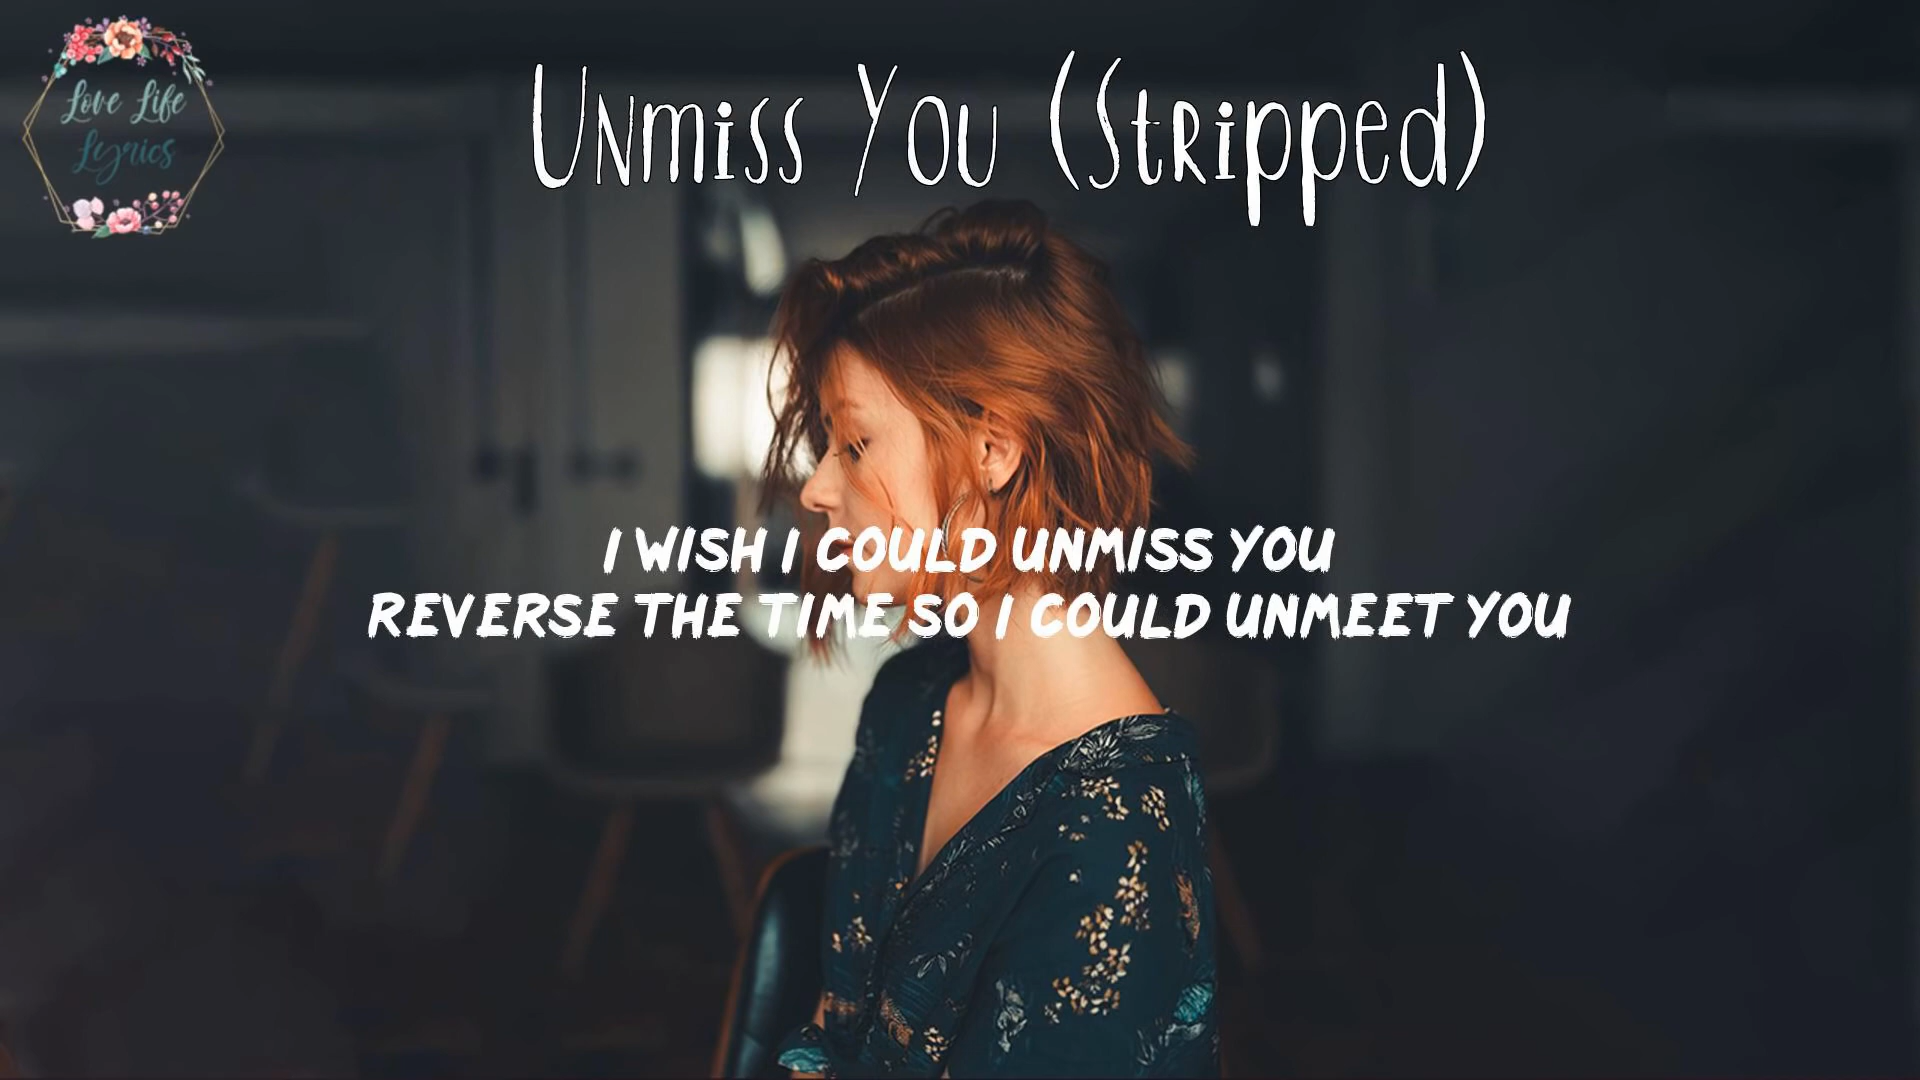 Love Life
Lyrics
Unmiss You (Stripped)
I WISH I COULD UNMISS YOU
REVERSE THE TIME SO I COULD UNMEET YOU